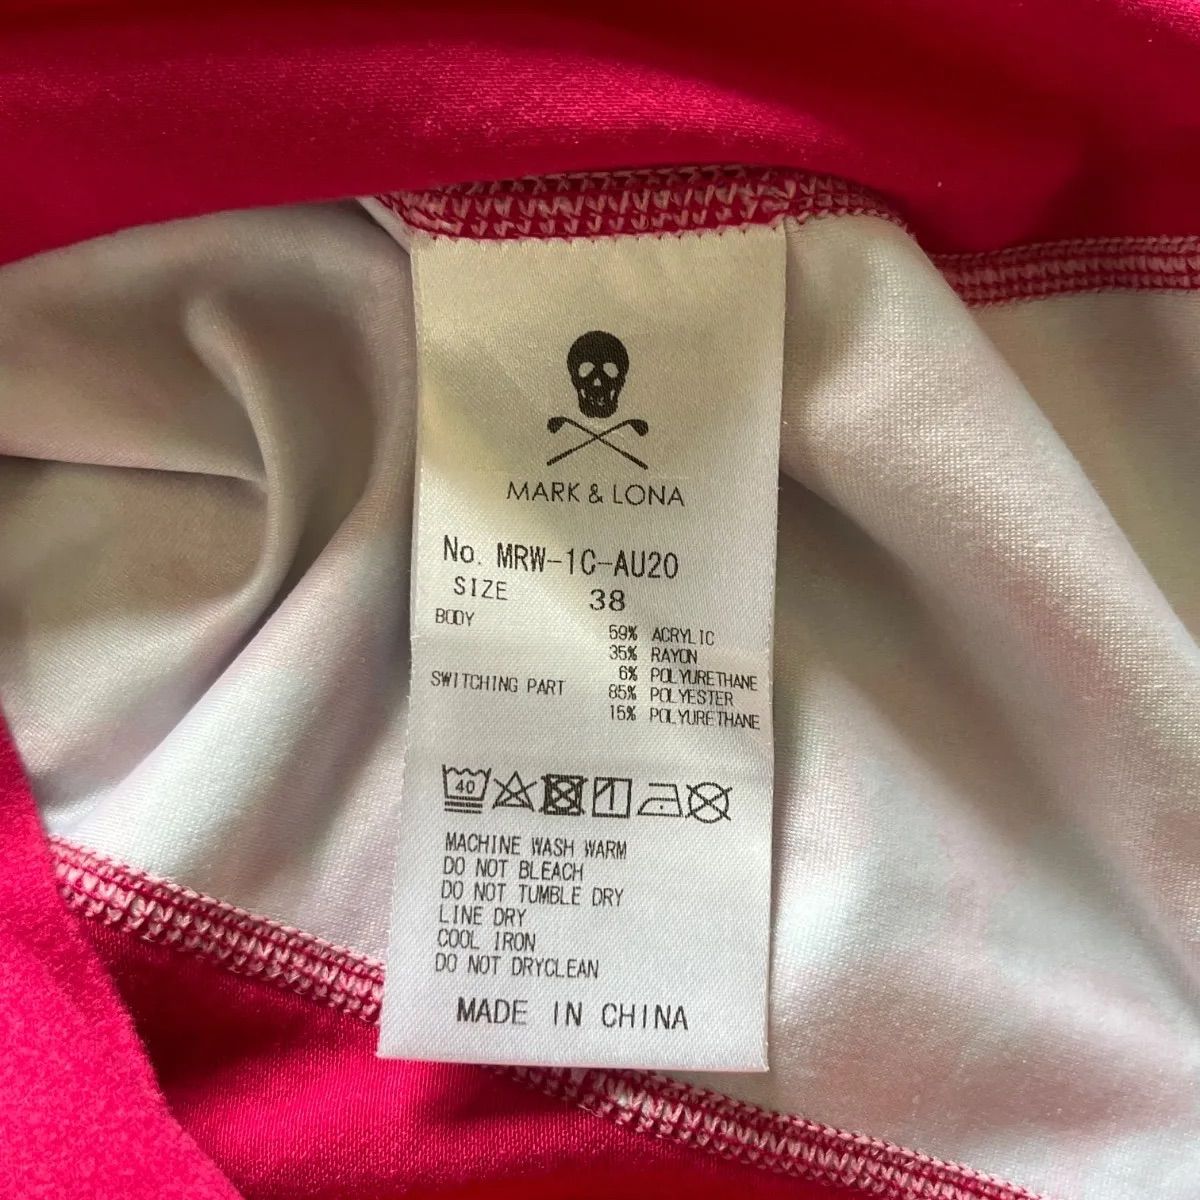 MARK & LONA
No. MRW-1C-AU20
SIZE 38
BODY
59% ACRYLIC
35% RAYON
6% POLYURETHANE
SWITCHING PART 85% POLYESTER
15% POLYURETHANE
40
MACHINE WASH WARM
DO NOT BLEACH
DO NOT TUMBLE DRY
LINE DRY
COOL IRON
DO NOT DRYCLEAN
MADE IN CHINA